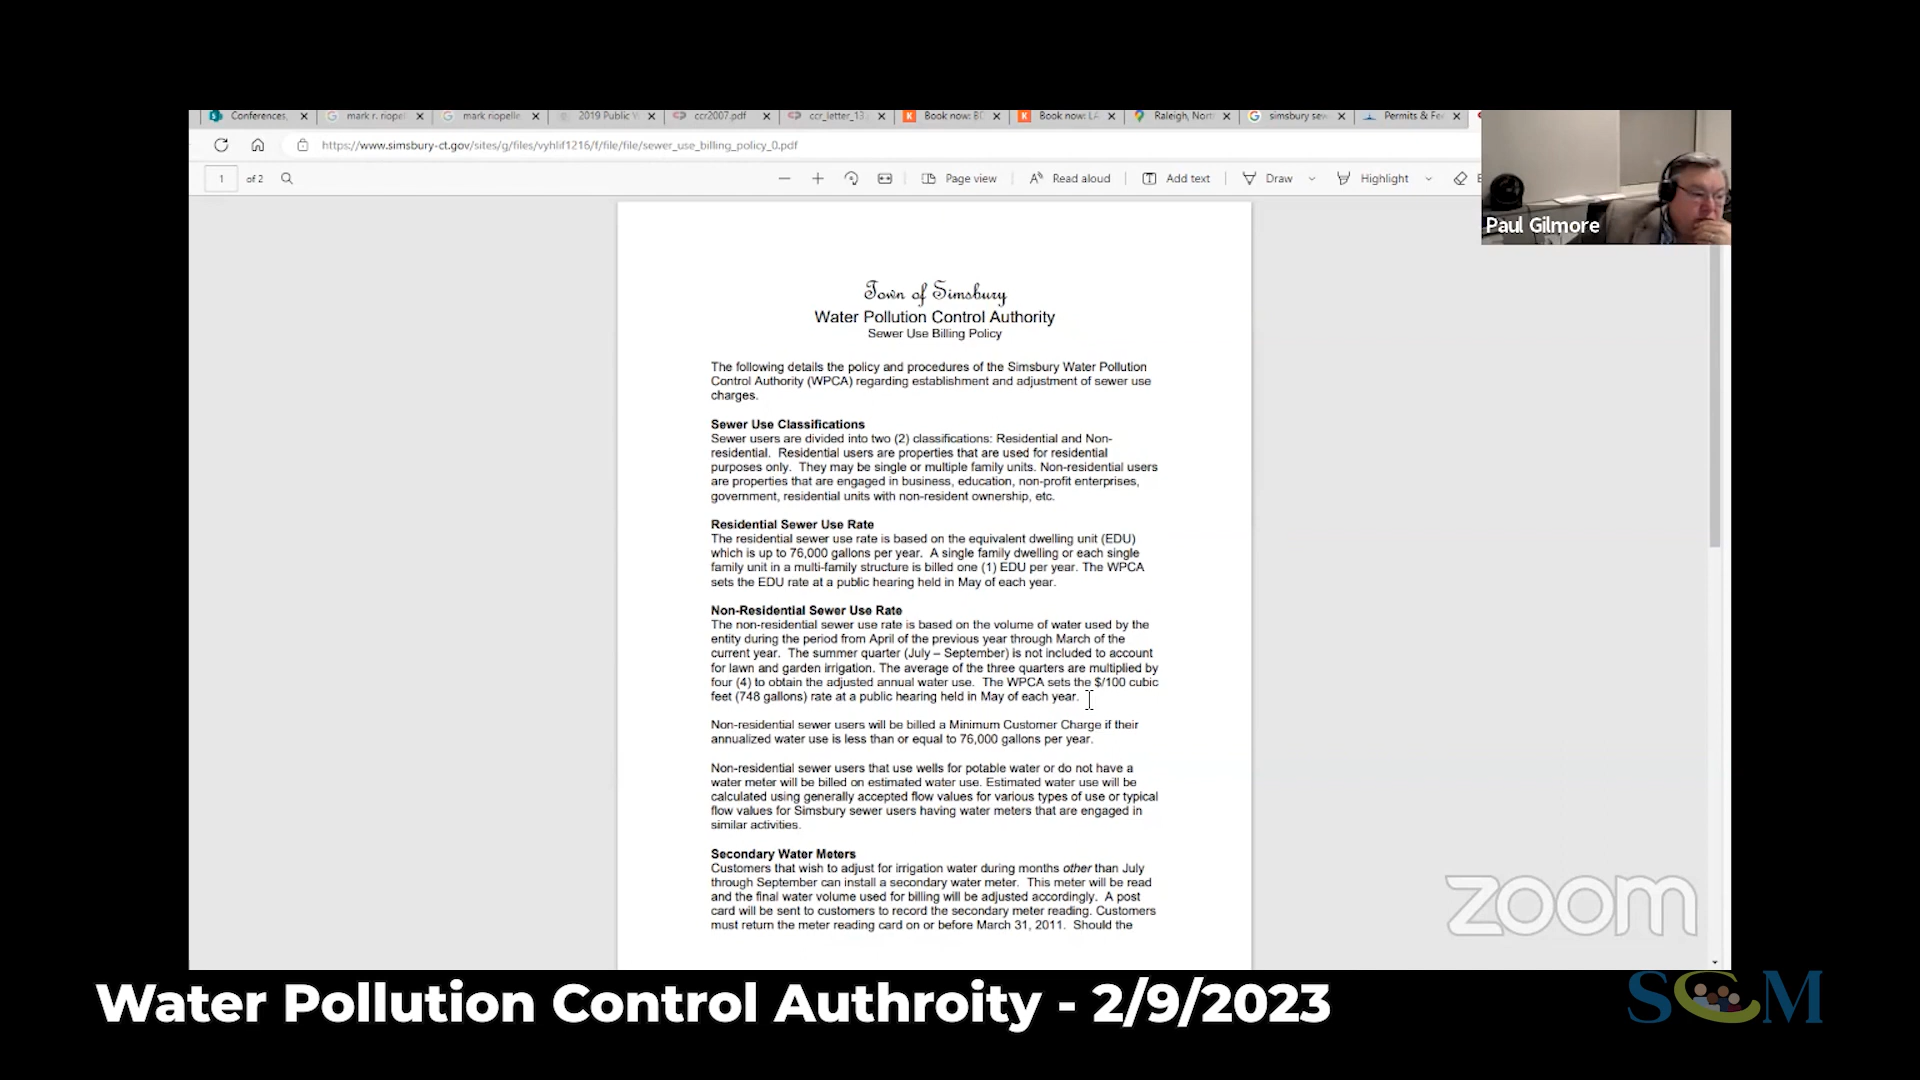 Conferences,
mark r. riopel
mark riopelle
2019 Public W
ccr2007.pdf
ccr_letter_13
Book now: B
Book now: L
Raleigh, Nort
simsbury sew
Permits & Fe
https://www.simsbury-ct.gov/sites/g/files/vyhlif1216/f/file/file/sewer_use_billing_policy_0.pdf
1 of 2
Page view
Read aloud
Add text
Draw
Highlight
Paul Gilmore
Town of Simsbury
Water Pollution Control Authority
Sewer Use Billing Policy
The following details the policy and procedures of the Simsbury Water Pollution
Control Authority (WPCA) regarding establishment and adjustment of sewer use
charges.
Sewer Use Classifications
Sewer users are divided into two (2) classifications: Residential and Non-
residential. Residential users are properties that are used for residential
purposes only. They may be single or multiple family units. Non-residential users
are properties that are engaged in business, education, non-profit enterprises,
government, residential units with non-resident ownership, etc.
Residential Sewer Use Rate
The residential sewer use rate is based on the equivalent dwelling unit (EDU)
which is up to 76,000 gallons per year. A single family dwelling or each single
family unit in a multi-family structure is billed one (1) EDU per year. The WPCA
sets the EDU rate at a public hearing held in May of each year.
Non-Residential Sewer Use Rate
The non-residential sewer use rate is based on the volume of water used by the
entity during the period from April of the previous year through March of the
current year. The summer quarter (July – September) is not included to account
for lawn and garden irrigation. The average of the three quarters are multiplied by
four (4) to obtain the adjusted annual water use. The WPCA sets the $/100 cubic
feet (748 gallons) rate at a public hearing held in May of each year.
Non-residential sewer users will be billed a Minimum Customer Charge if their
annualized water use is less than or equal to 76,000 gallons per year.
Non-residential sewer users that use wells for potable water or do not have a
water meter will be billed on estimated water use. Estimated water use will be
calculated using generally accepted flow values for various types of use or typical
flow values for Simsbury sewer users having water meters that are engaged in
similar activities.
Secondary Water Meters
Customers that wish to adjust for irrigation water during months other than July
through September can install a secondary water meter. This meter will be read
and the final water volume used for billing will be adjusted accordingly. A post
card will be sent to customers to record the secondary meter reading. Customers
must return the meter reading card on or before March 31, 2011. Should the
zoom
Water Pollution Control Authroity - 2/9/2023
SCM